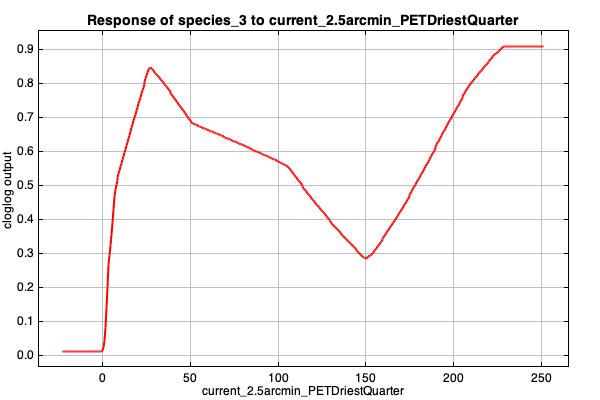 Response of species_3 to current_2.5arcmin_PETDriestQuarter
0.9
0.8
0.7
0.6
0.5
0.4
0.3
0.2
0.1
0.0
cloglog output
0 50 100 150 200 250
current_2.5arcmin_PETDriestQuarter